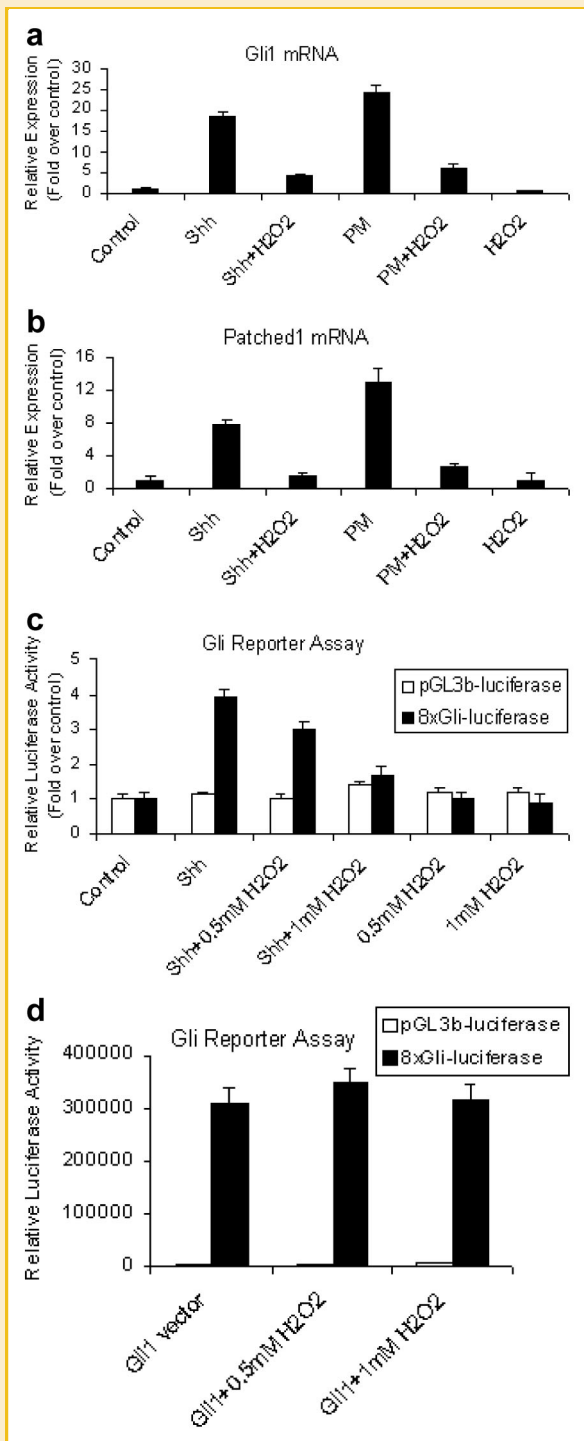 a
Gli1 mRNA
Relative Expression
(Fold over control)
30
25
20
15
10
5
0
Control
Shh
Shh+H2O2
PM
PM+H2O2
H2O2
b
Patched1 mRNA
Relative Expression
(Fold over control)
16
12
8
4
0
Control
Shh
Shh+H2O2
PM
PM+H2O2
H2O2
c
Gli Reporter Assay
Relative Luciferase Activity
(Fold over control)
pGL3b-luciferase
8xGli-luciferase
5
4
3
2
1
0
Control
Shh
Shh+0.5mM H2O2
Shh+1mM H2O2
0.5mM H2O2
1mM H2O2
d
Gli Reporter Assay
pGL3b-luciferase
8xGli-luciferase
Relative Luciferase Activity
400000
300000
200000
100000
0
Gli1 vector
Gli1+0.5mM H2O2
Gli1+1mM H2O2